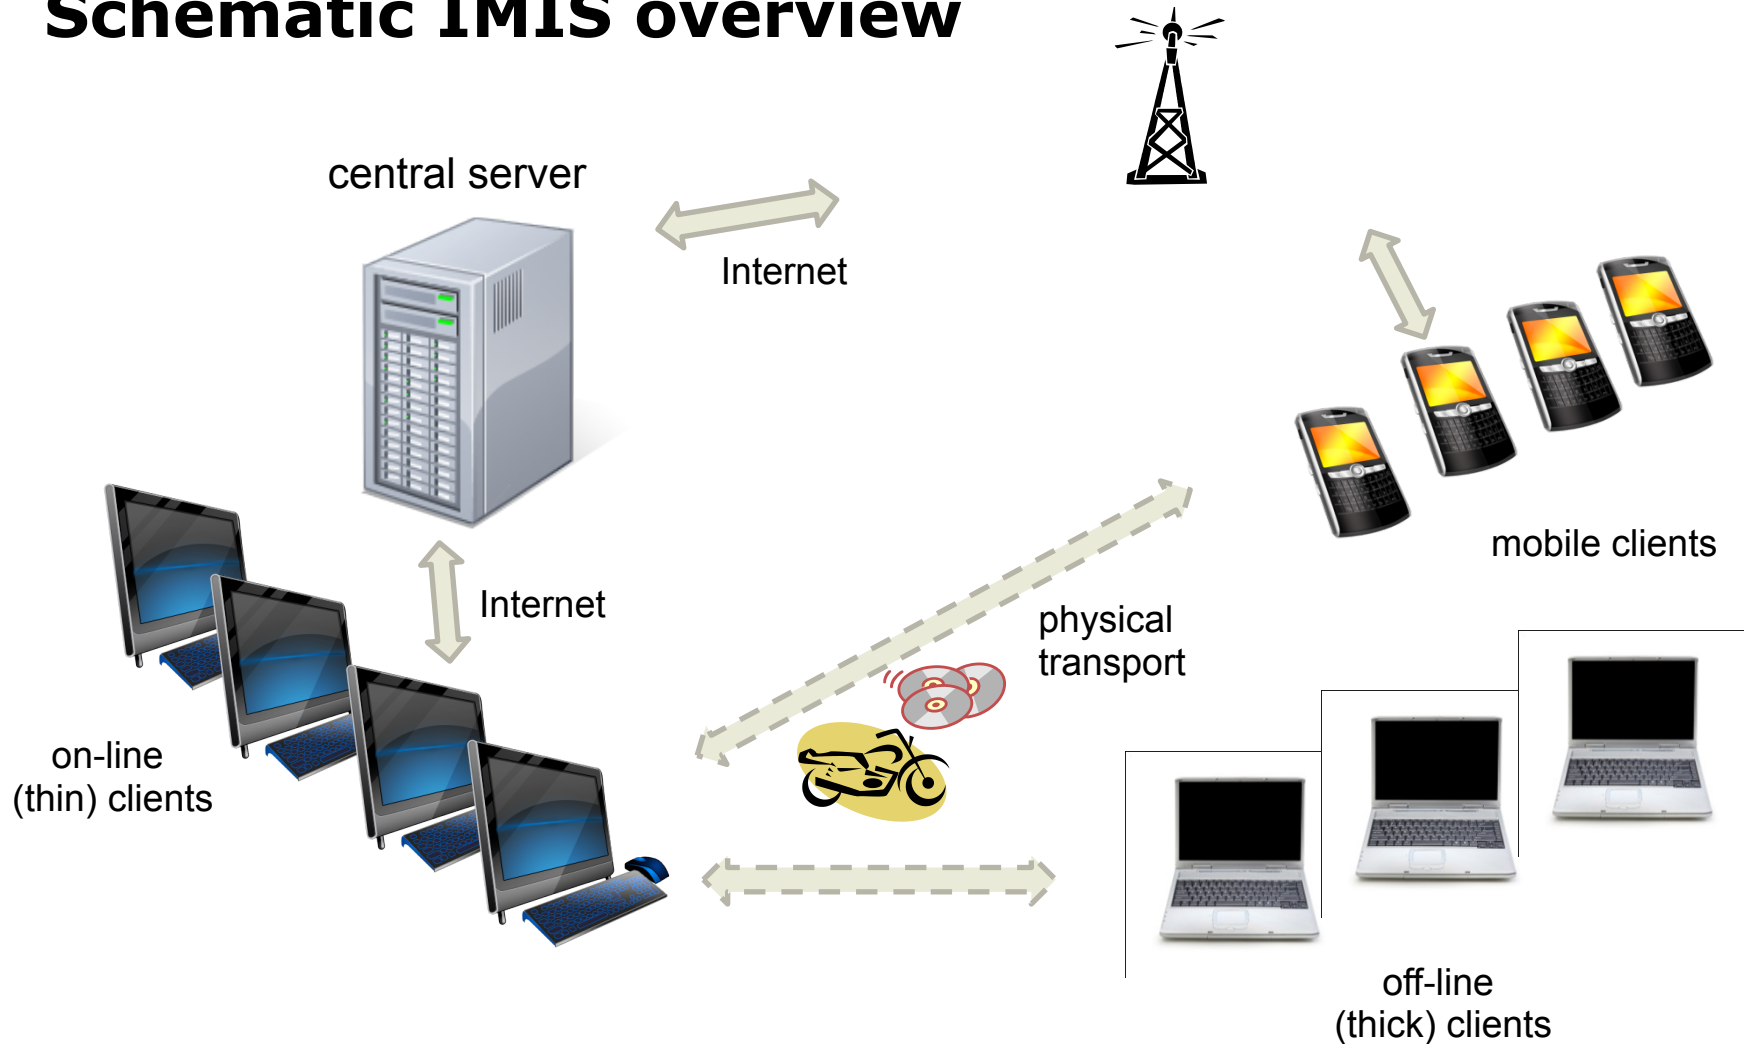 Schematic IMIS overview
central server
Internet
Internet
mobile clients
physical
transport
on-line
(thin) clients
off-line
(thick) clients